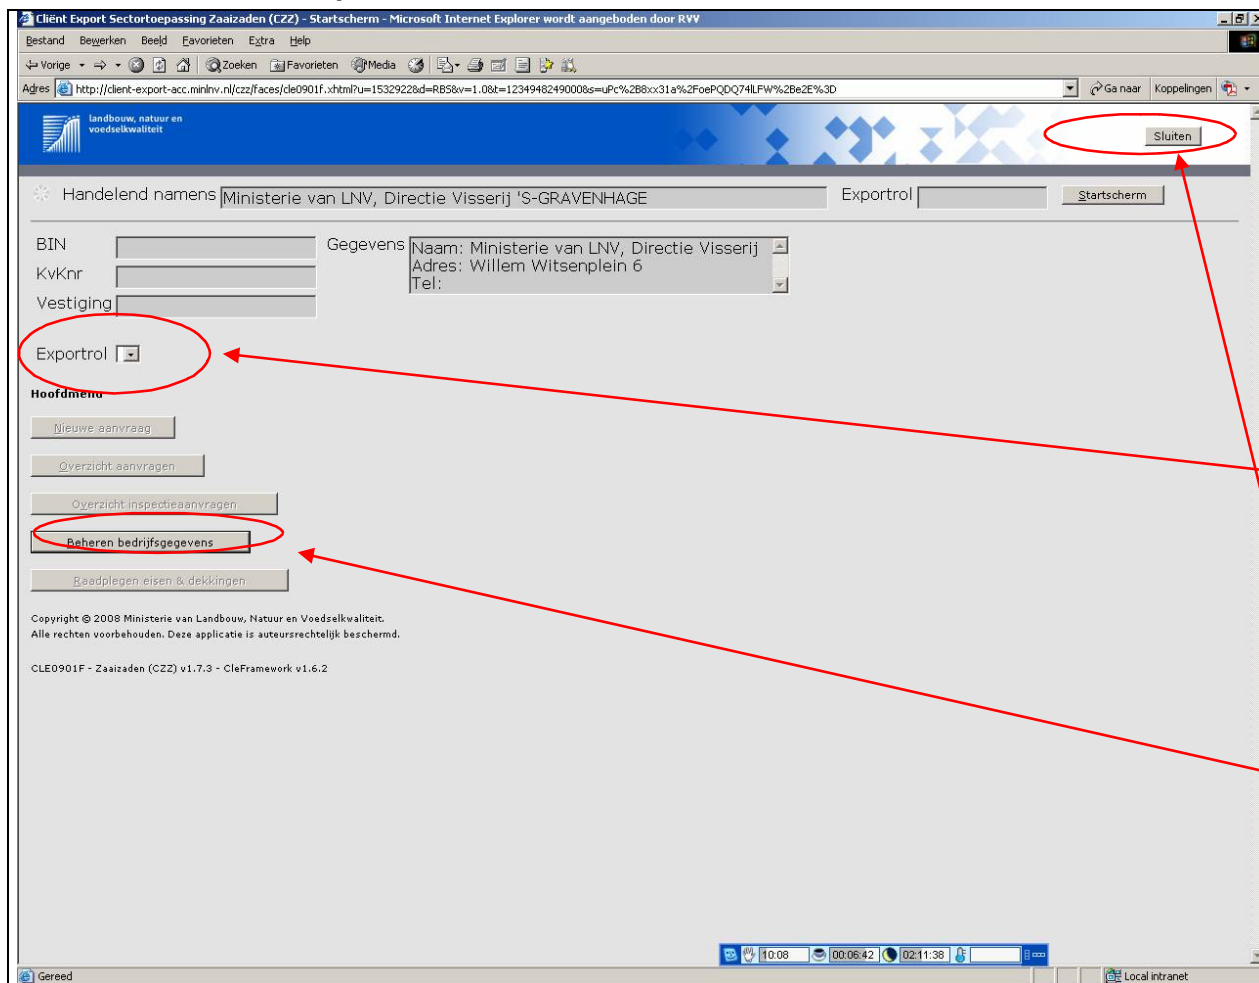 Cliënt Export Sectortoepassing Zaaizaden (CZZ) - Startscherm - Microsoft Internet Explorer wordt aangeboden door RVV
Bestand Bewerken Beeld Favorieten Extra Help
Vorige Zoeken Favorieten Media
Adres http://client-export-acc.minlnv.nl/czz/faces/cle0901f.xhtml?u=1532922&d=RBS&v=1.0&t=1234948249000&s=uPc%2B8xx31a%2FoePQDQ74lLFW%2Be2E%3D Ga naar Koppelingen
landbouw, natuur en
voedselkwaliteit
Sluiten
Handelend namens Ministerie van LNV, Directie Visserij 'S-GRAVENHAGE Exportrol Startscherm
BIN Gegevens Naam: Ministerie van LNV, Directie Visserij
KvKnr Adres: Willem Witsenplein 6
Vestiging Tel:
Exportrol
Hoofdmenu
Nieuwe aanvraag
Overzicht aanvragen
Overzicht inspectieaanvragen
Beheren bedrijfsgegevens
Raadplegen eisen & dekkingen
Copyright © 2008 Ministerie van Landbouw, Natuur en Voedselkwaliteit.
Alle rechten voorbehouden. Deze applicatie is auteursrechtelijk beschermd.
CLE0901F - Zaaizaden (CZZ) v1.7.3 - CleFramework v1.6.2
10:08 00:06:42 02:11:38
Gereed Local intranet